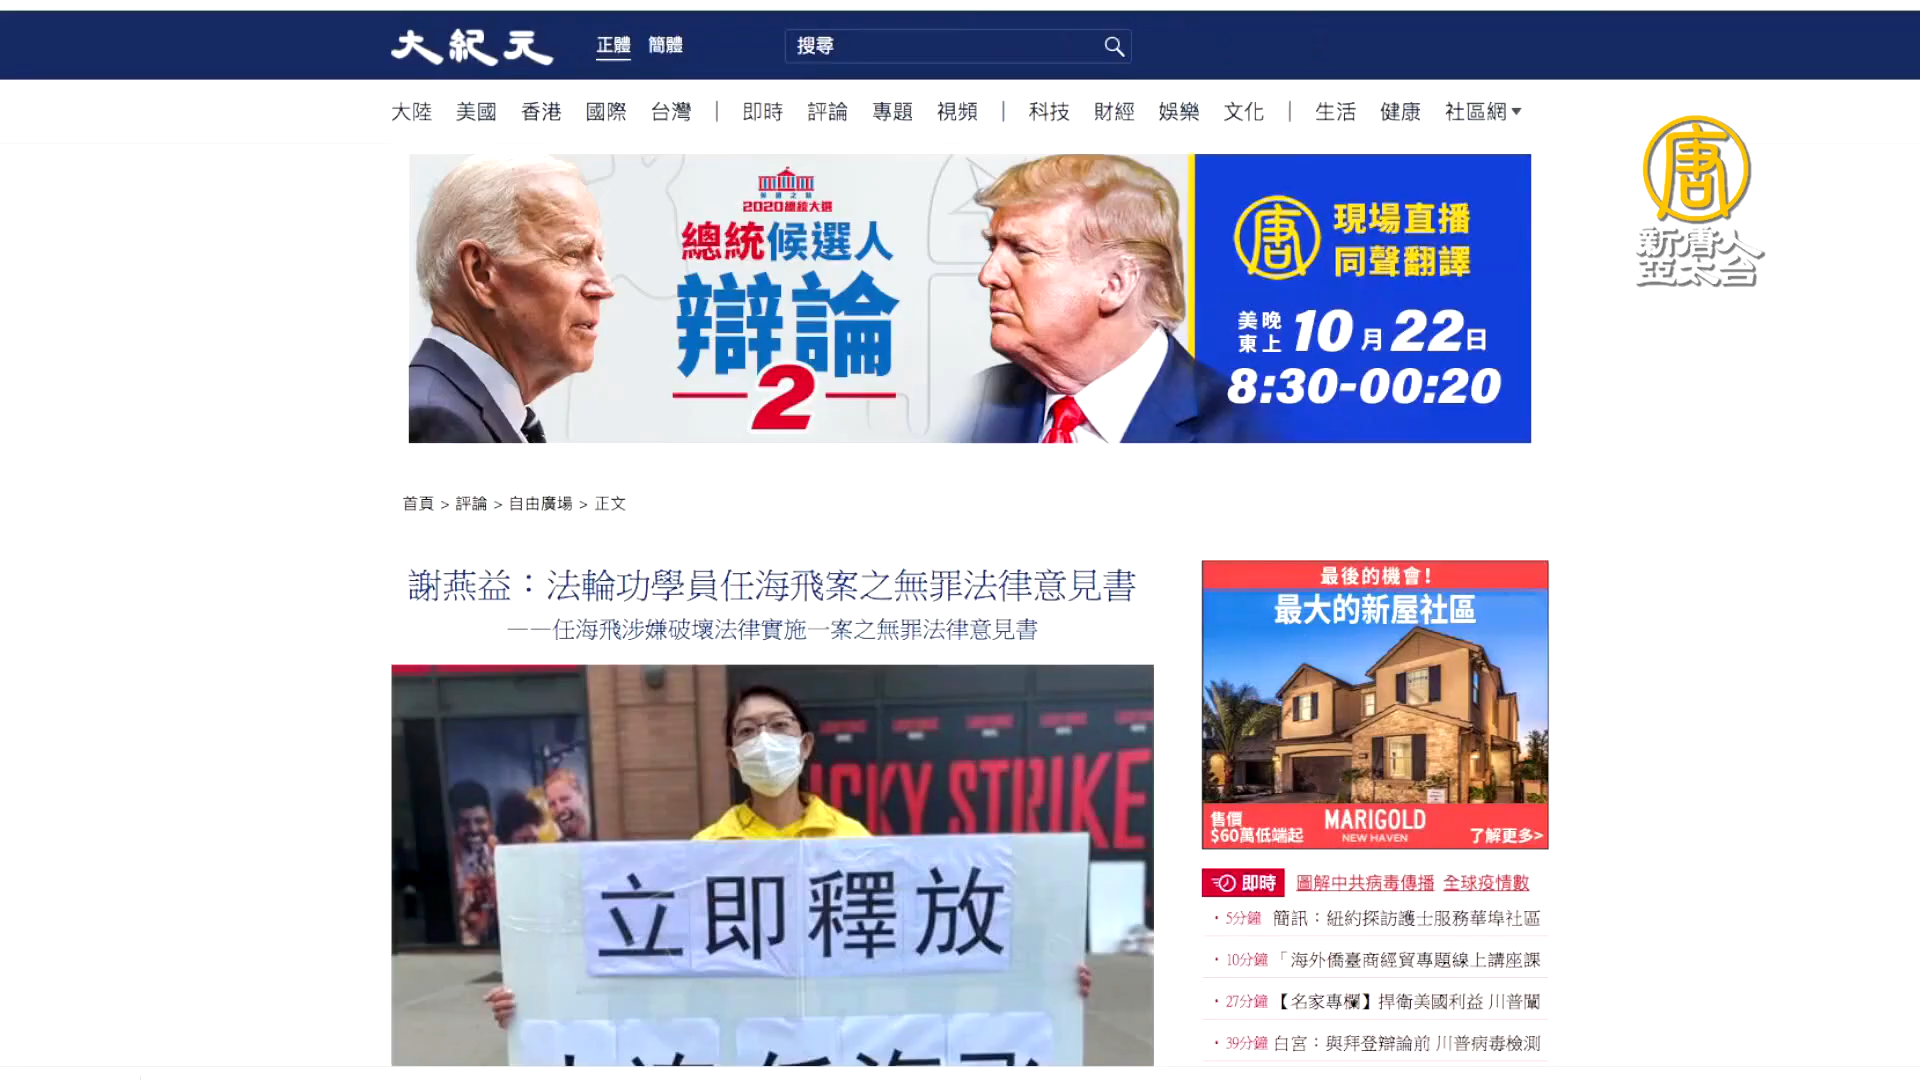 大紀元
正體 簡體
搜尋
大陸 美國 香港 國際 台灣 | 即時 評論 專題 視頻 | 科技 財經 娛樂 文化 | 生活 健康 社區網
唐
新唐人
亞太台
2020總統大選
總統候選人
辯論
2
唐
現場直播
同聲翻譯
美東晚上 10月22日
8:30-00:20
首頁 > 評論 > 自由廣場 > 正文
謝燕益：法輪功學員任海飛案之無罪法律意見書
——任海飛涉嫌破壞法律實施一案之無罪法律意見書
CKY STRIKE
立即釋放
最後的機會!
最大的新屋社區
售價
$60萬低端起
MARIGOLD
NEW HAVEN
了解更多>
即時 圖解中共病毒傳播 全球疫情數
· 5分鐘 簡訊：紐約探訪護士服務華埠社區
· 10分鐘 「海外僑臺商經貿專題線上講座課
· 27分鐘 【名家專欄】捍衛美國利益 川普闡
· 39分鐘 白宮：與拜登辯論前 川普病毒檢測